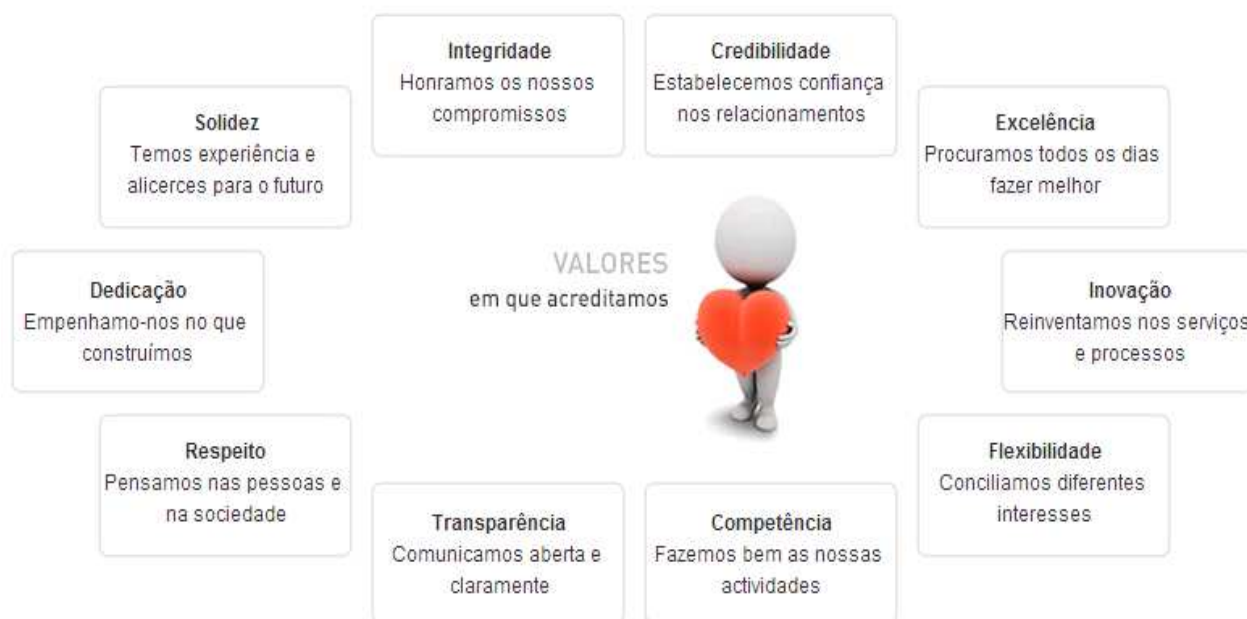 Integridade
Honramos os nossos
compromissos
Credibilidade
Estabelecemos confiança
nos relacionamentos
Solidez
Temos experiência e
alicerces para o futuro
Excelência
Procuramos todos os dias
fazer melhor
VALORES
em que acreditamos
Dedicação
Empenhamo-nos no que
construímos
Inovação
Reinventamos nos serviços
e processos
Respeito
Pensamos nas pessoas e
na sociedade
Flexibilidade
Conciliamos diferentes
interesses
Transparência
Comunicamos aberta e
claramente
Competência
Fazemos bem as nossas
actividades